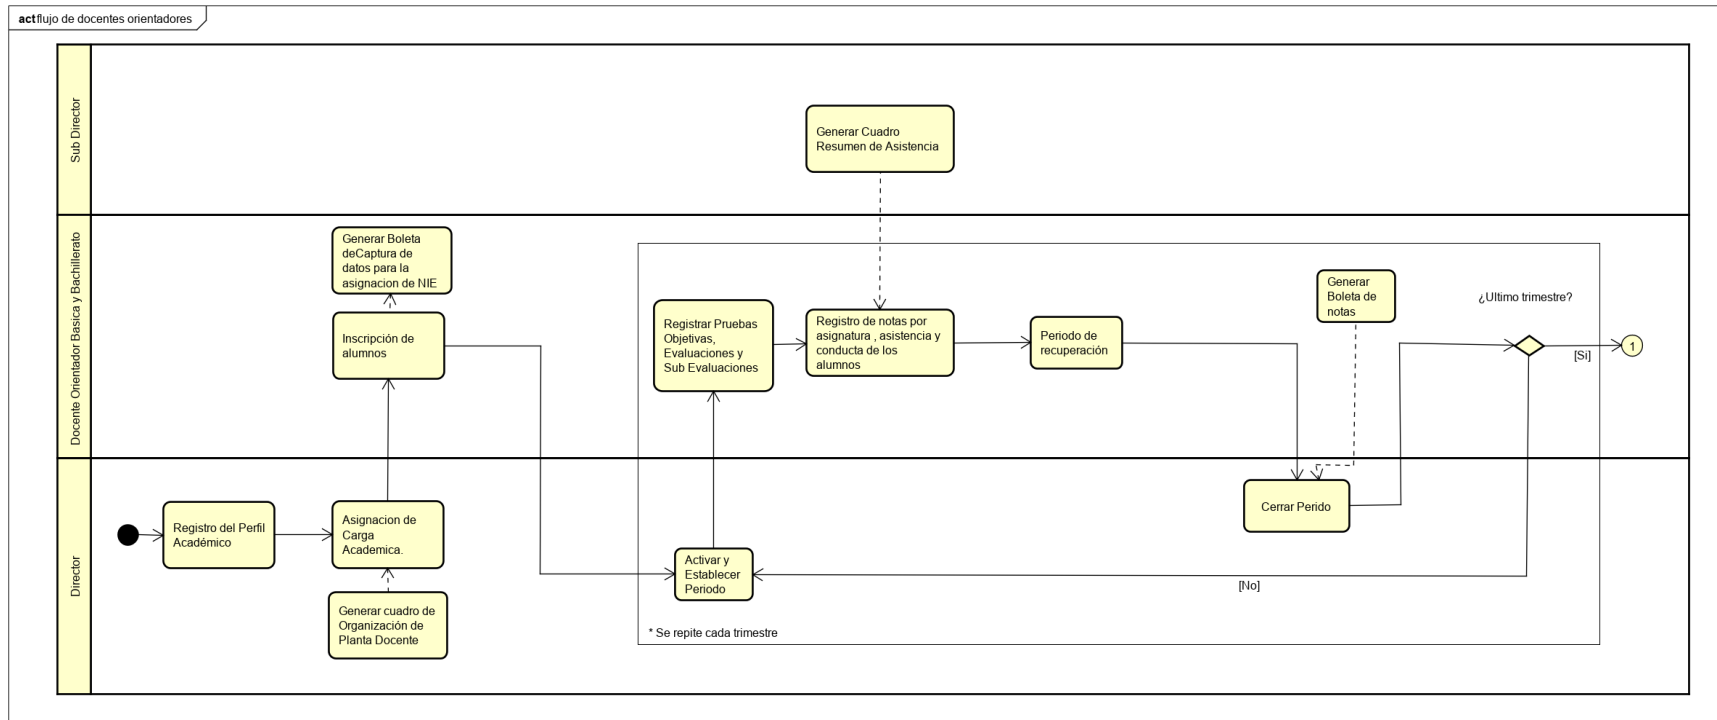 act flujo de docentes orientadores
Sub Director
Generar Cuadro
Resumen de Asistencia
Docente Orientador Basica y Bachillerato
Generar Boleta
deCaptura de
datos para la
asignacion de NIE
Inscripción de
alumnos
Registrar Pruebas
Objetivas,
Evaluaciones y
Sub Evaluaciones
Registro de notas por
asignatura , asistencia y
conducta de los
alumnos
Periodo de
recuperación
Generar
Boleta de
notas
¿Ultimo trimestre?
[Si]
1
Director
Registro del Perfil
Académico
Asignacion de
Carga
Academica.
Generar cuadro de
Organización de
Planta Docente
Activar y
Establecer
Periodo
Cerrar Perido
[No]
* Se repite cada trimestre